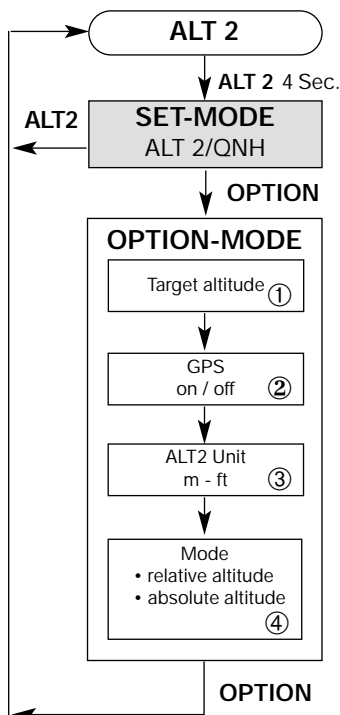 ALT 2
ALT 2 4 Sec.
ALT2
SET-MODE
ALT 2/QNH
OPTION
OPTION-MODE
Target altitude ①
GPS
on / off ②
ALT2 Unit
m - ft ③
Mode
• relative altitude
• absolute altitude
④
OPTION